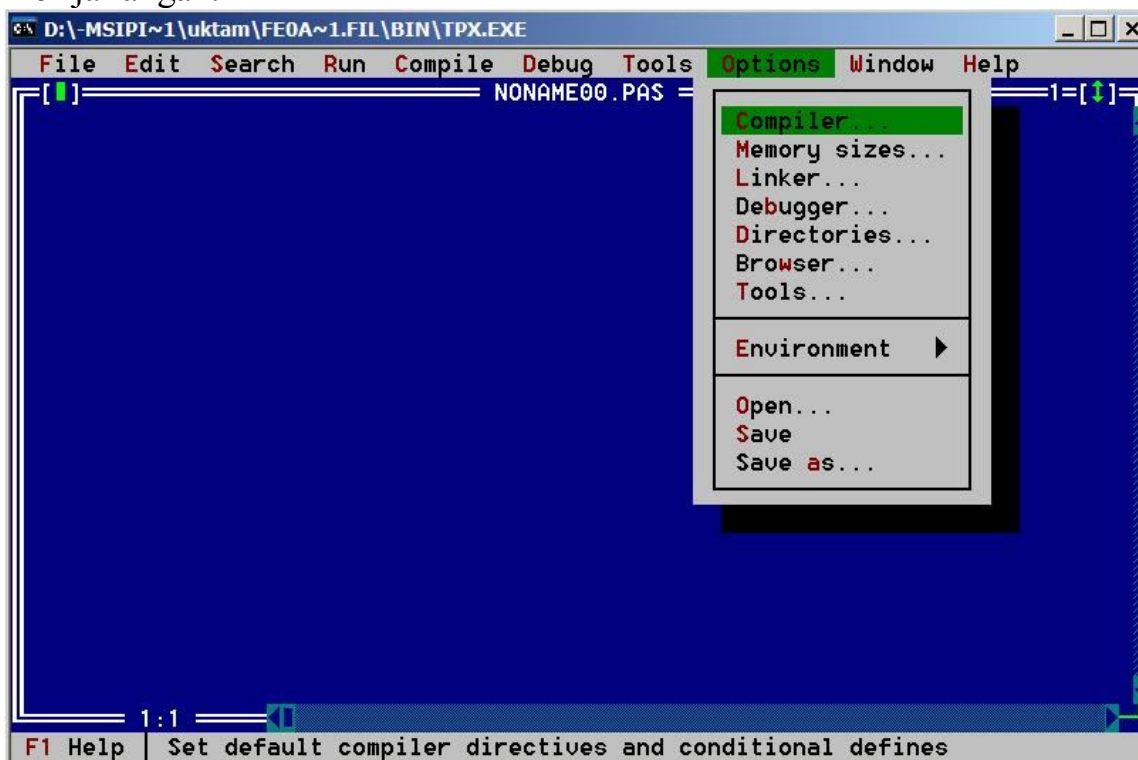 D:\-MSIPI~1\uktam\FE0A~1.FIL\BIN\TPX.EXE
File Edit Search Run Compile Debug Tools Options Window Help
NONAME00.PAS 1=[↕]
Compiler...
Memory sizes...
Linker...
Debugger...
Directories...
Browser...
Tools...
Environment ►
Open...
Save
Save as...
1:1
F1 Help | Set default compiler directives and conditional defines